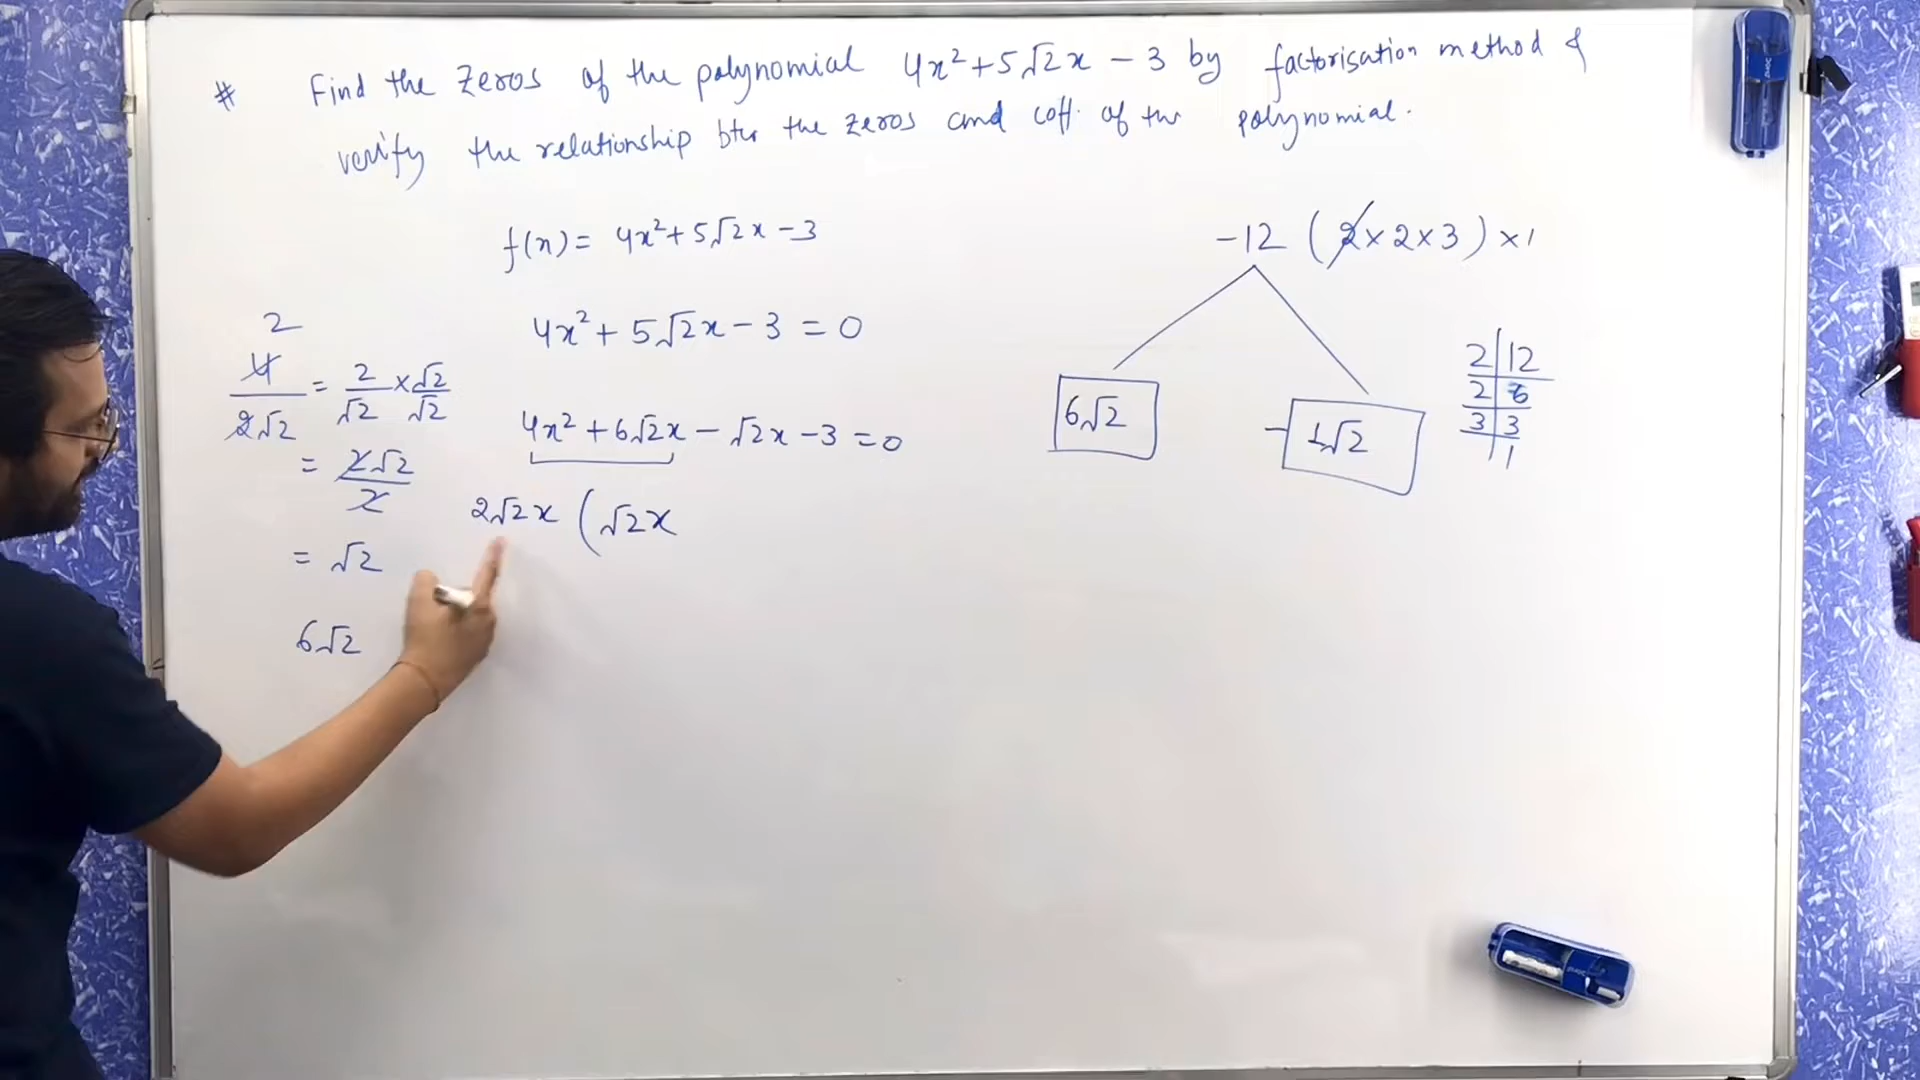 # Find the zeros of the polynomial 4x²+5√2x − 3 by factorisation method &
verify the relationship btw the zeros and coff. of the polynomial.
f(x) = 4x²+5√2x −3
4x²+ 5√2x − 3 = 0
4x² + 6√2x − √2x −3 = 0
2√2x (√2x
2
4/2√2 = 2/√2 × √2/√2
= 2√2/2
= √2
6√2
−12 (2×2×3) ×1
6√2
− 1√2
2|12
2|6
3|3
|1